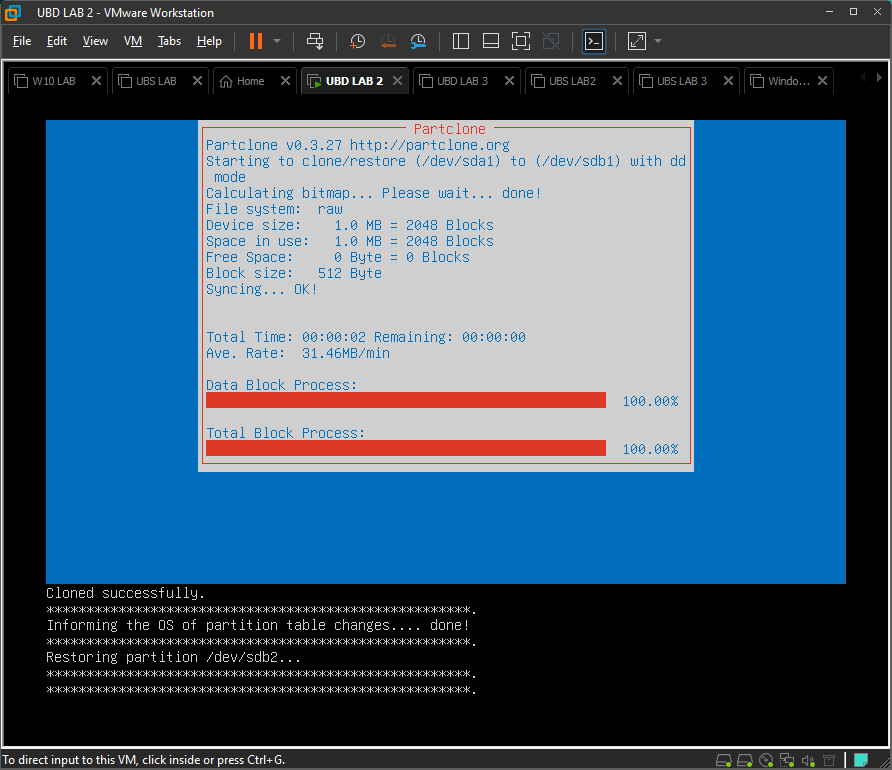 UBD LAB 2 - VMware Workstation
File Edit View VM Tabs Help
W10 LAB UBS LAB Home UBD LAB 2 UBD LAB 3 UBS LAB2 UBS LAB 3 Windo...
Partclone
Partclone v0.3.27 http://partclone.org
Starting to clone/restore (/dev/sda1) to (/dev/sdb1) with dd
mode
Calculating bitmap... Please wait... done!
File system:  raw
Device size:    1.0 MB = 2048 Blocks
Space in use:   1.0 MB = 2048 Blocks
Free Space:     0 Byte = 0 Blocks
Block size:   512 Byte
Syncing... OK!
Total Time: 00:00:02 Remaining: 00:00:00
Ave. Rate:  31.46MB/min
Data Block Process:
100.00%
Total Block Process:
100.00%
Cloned successfully.
*****************************************************.
Informing the OS of partition table changes.... done!
*****************************************************.
Restoring partition /dev/sdb2...
*****************************************************.
*****************************************************.
To direct input to this VM, click inside or press Ctrl+G.